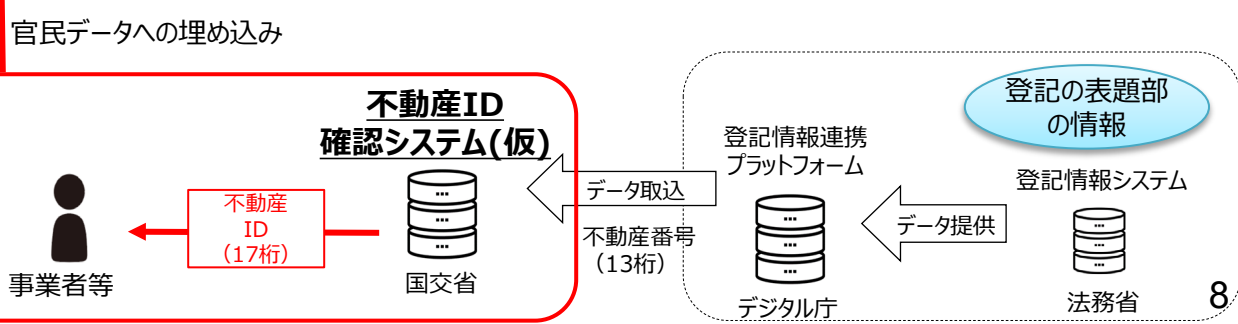 官民データへの埋め込み
不動産ID
確認システム(仮)
不動産
ID
(17桁)
事業者等
国交省
データ取込
不動産番号
(13桁)
登記情報連携
プラットフォーム
デジタル庁
データ提供
登記の表題部
の情報
登記情報システム
法務省
8